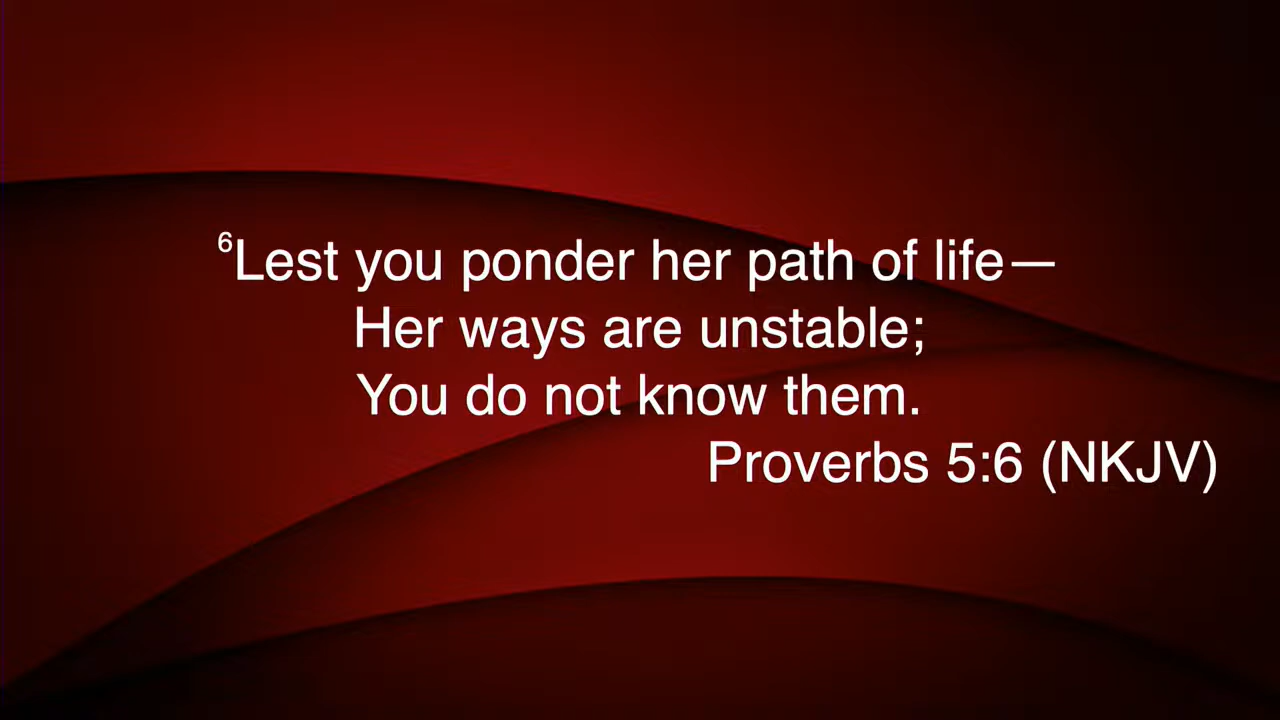 ⁶Lest you ponder her path of life—
Her ways are unstable;
You do not know them.
Proverbs 5:6 (NKJV)